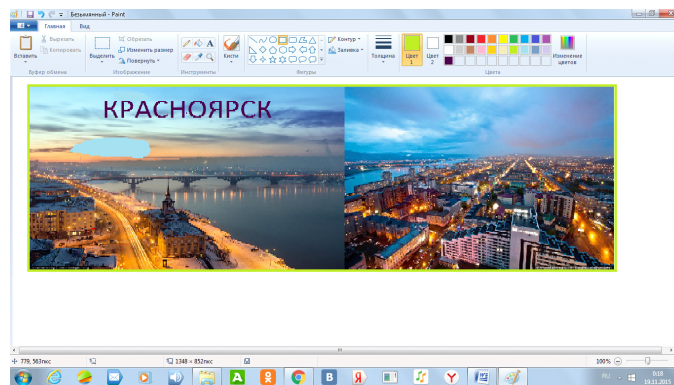 Безымянный - Paint
Главная Вид
Вставить
Вырезать
Копировать
Буфер обмена
Выделить
Обрезать
Изменить размер
Повернуть
Изображение
A
Инструменты
Кисти
Контур
Заливка
Фигуры
Толщина
Цвет 1
Цвет 2
Изменение цветов
Цвета
КРАСНОЯРСК
779, 563пкс
1348 × 852пкс
100%
A B Я Y
RU
0:18
19.11.2015